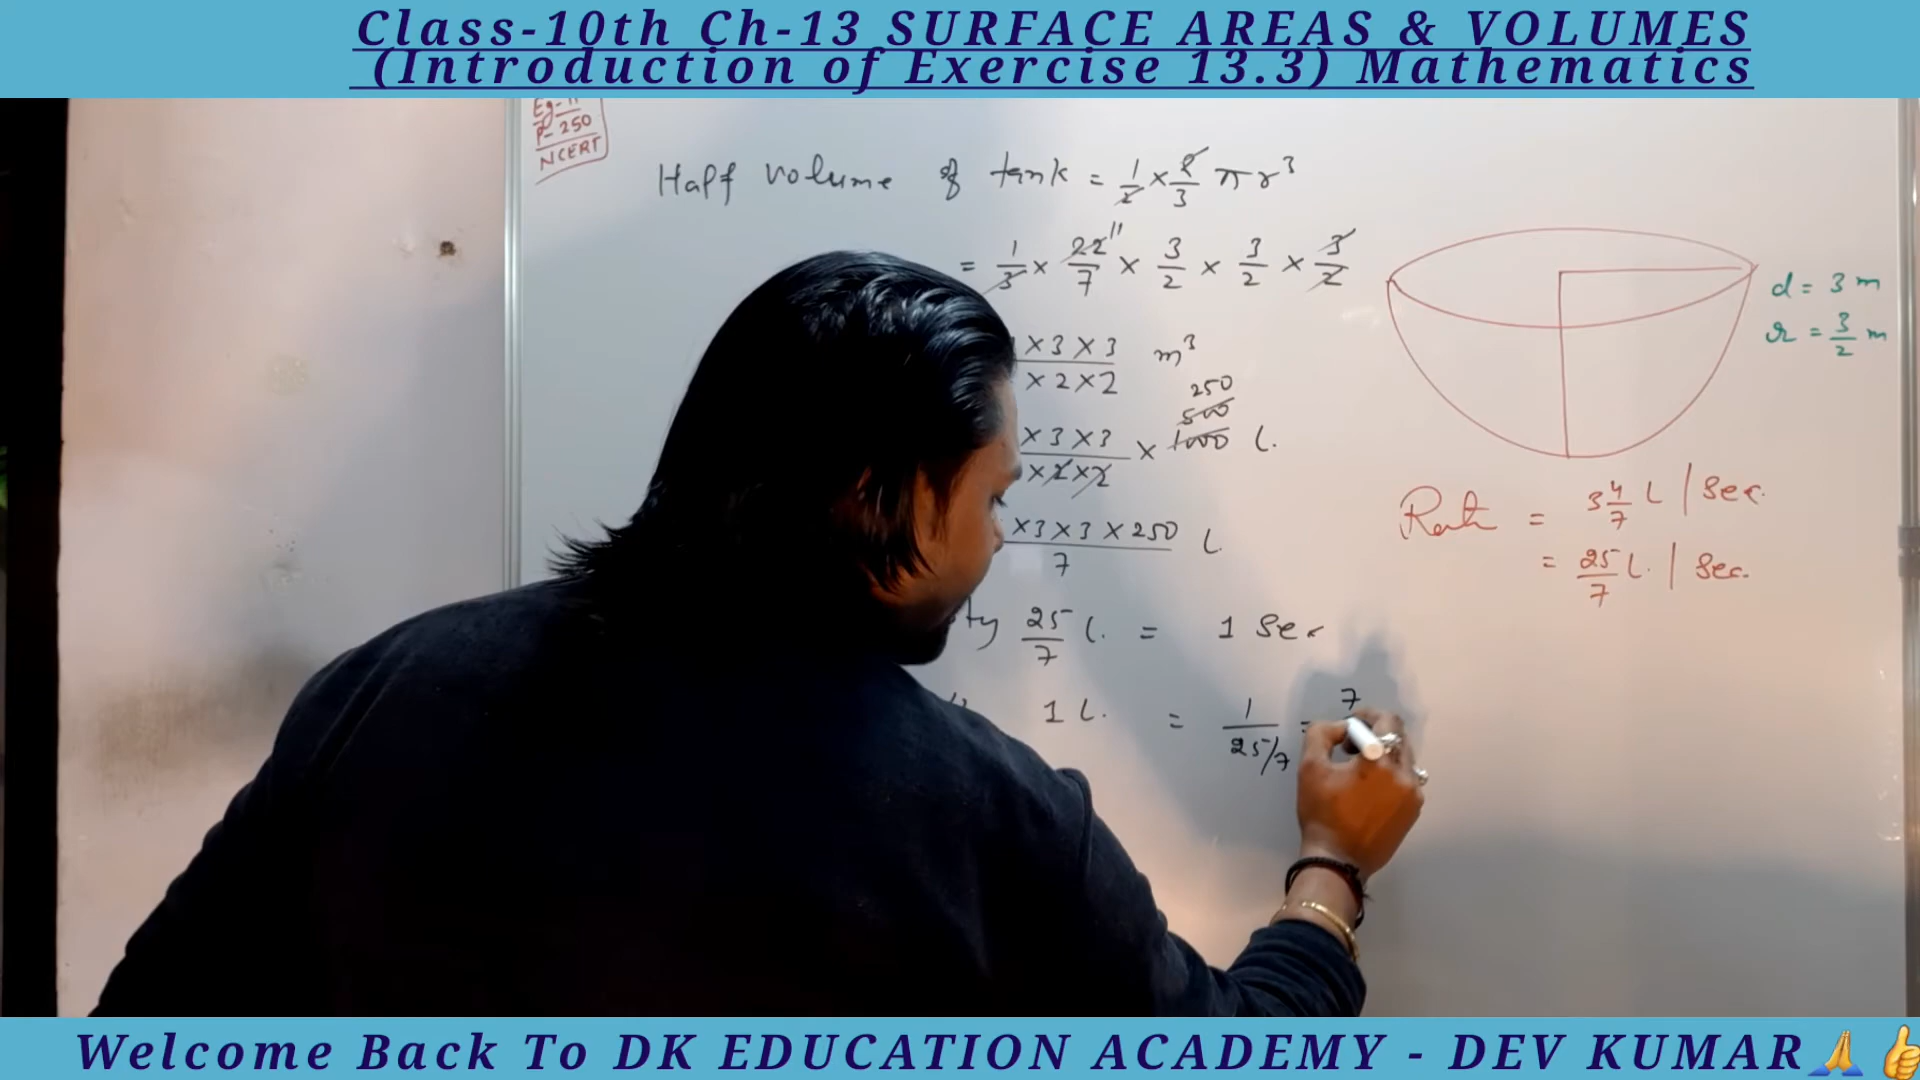 Class-10th Ch-13 SURFACE AREAS & VOLUMES
(Introduction of Exercise 13.3) Mathematics
Eg-11
P-250
NCERT
Half volume of tank = 1/2 × 2/3 πr³
= 1/3 × 22/7 11 × 3/2 × 3/2 × 3/2
× 3 × 3 / × 2 × 2 m³
250
500
× 3 × 3 / × 2 × 2 × 1000 L.
× 3 × 3 × 250 / 7 L
ty 25/7 L. = 1 Sec
1 L. = 1 / 25/7 = 7
d = 3 m
r = 3/2 m
Rate = 3 4/7 L | Sec.
= 25/7 L. | Sec.
Welcome Back To DK EDUCATION ACADEMY - DEV KUMAR🙏👍